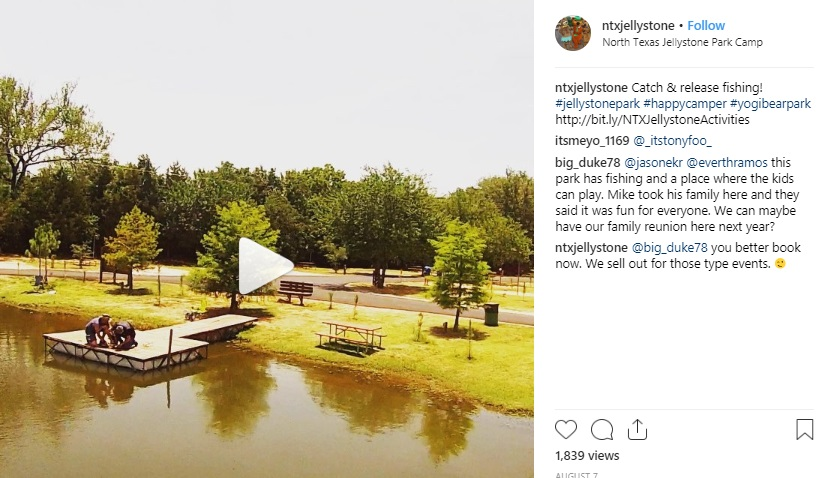 ntxjellystone • Follow
North Texas Jellystone Park Camp
ntxjellystone Catch & release fishing!
#jellystonepark #happycamper #yogibearpark
http://bit.ly/NTXJellystoneActivities
itsmeyo_1169 @_itstonyfoo_
big_duke78 @jasonekr @everthramos this
park has fishing and a place where the kids
can play. Mike took his family here and they
said it was fun for everyone. We can maybe
have our family reunion here next year?
ntxjellystone @big_duke78 you better book
now. We sell out for those type events. 🙂
1,839 views
AUGUST 7